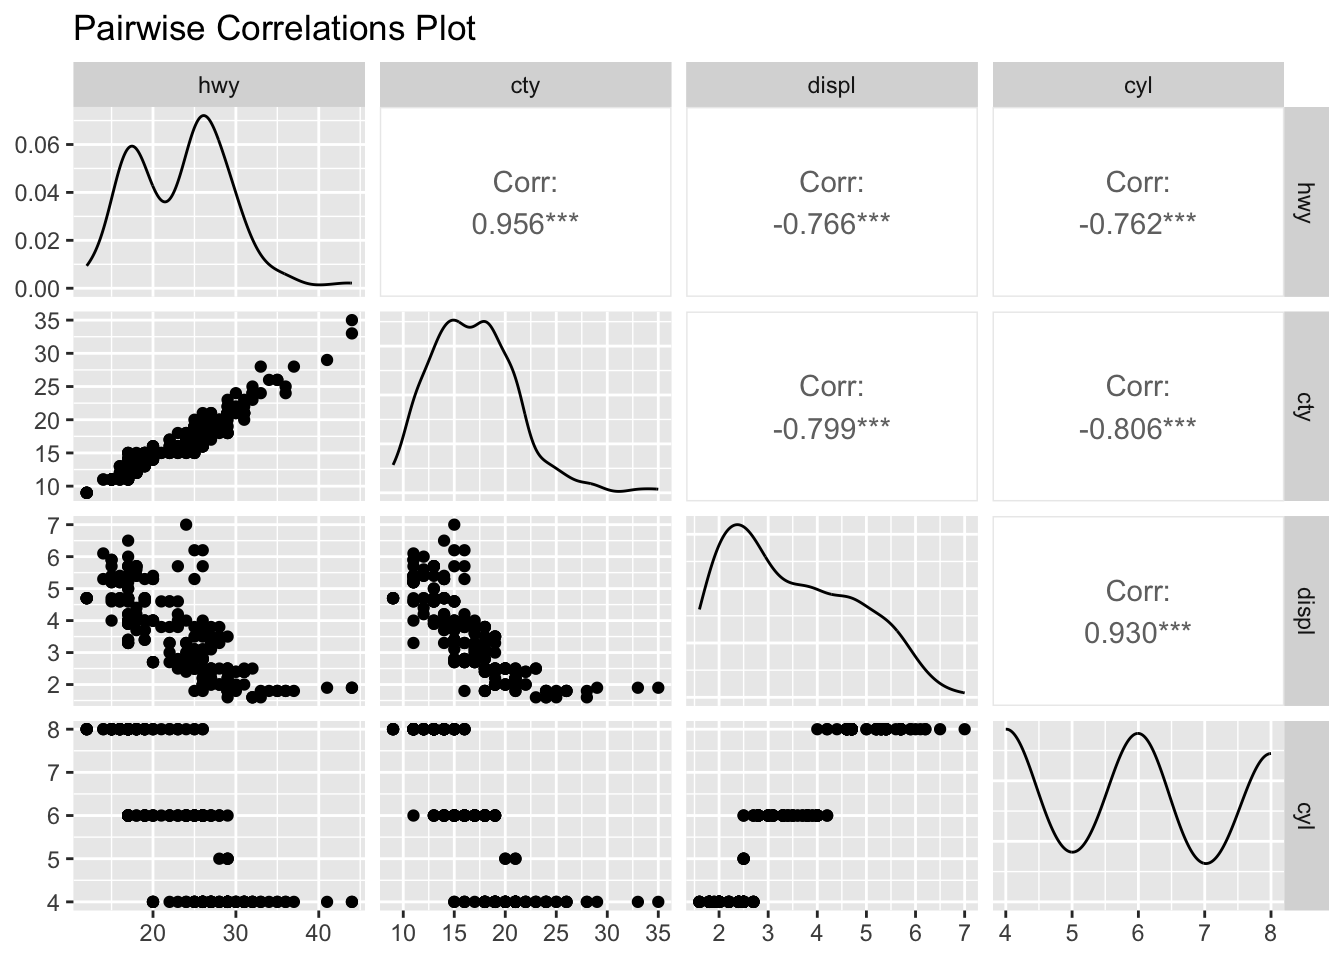 Pairwise Correlations Plot
hwy cty displ cyl
0.06
0.04
0.02
0.00
Corr:
0.956***
Corr:
-0.766***
Corr:
-0.762***
hwy
35
30
25
20
15
10
Corr:
-0.799***
Corr:
-0.806***
cty
7
6
5
4
3
2
Corr:
0.930***
displ
8
7
6
5
4
cyl
20 30 40
10 15 20 25 30 35
2 3 4 5 6 7
4 5 6 7 8